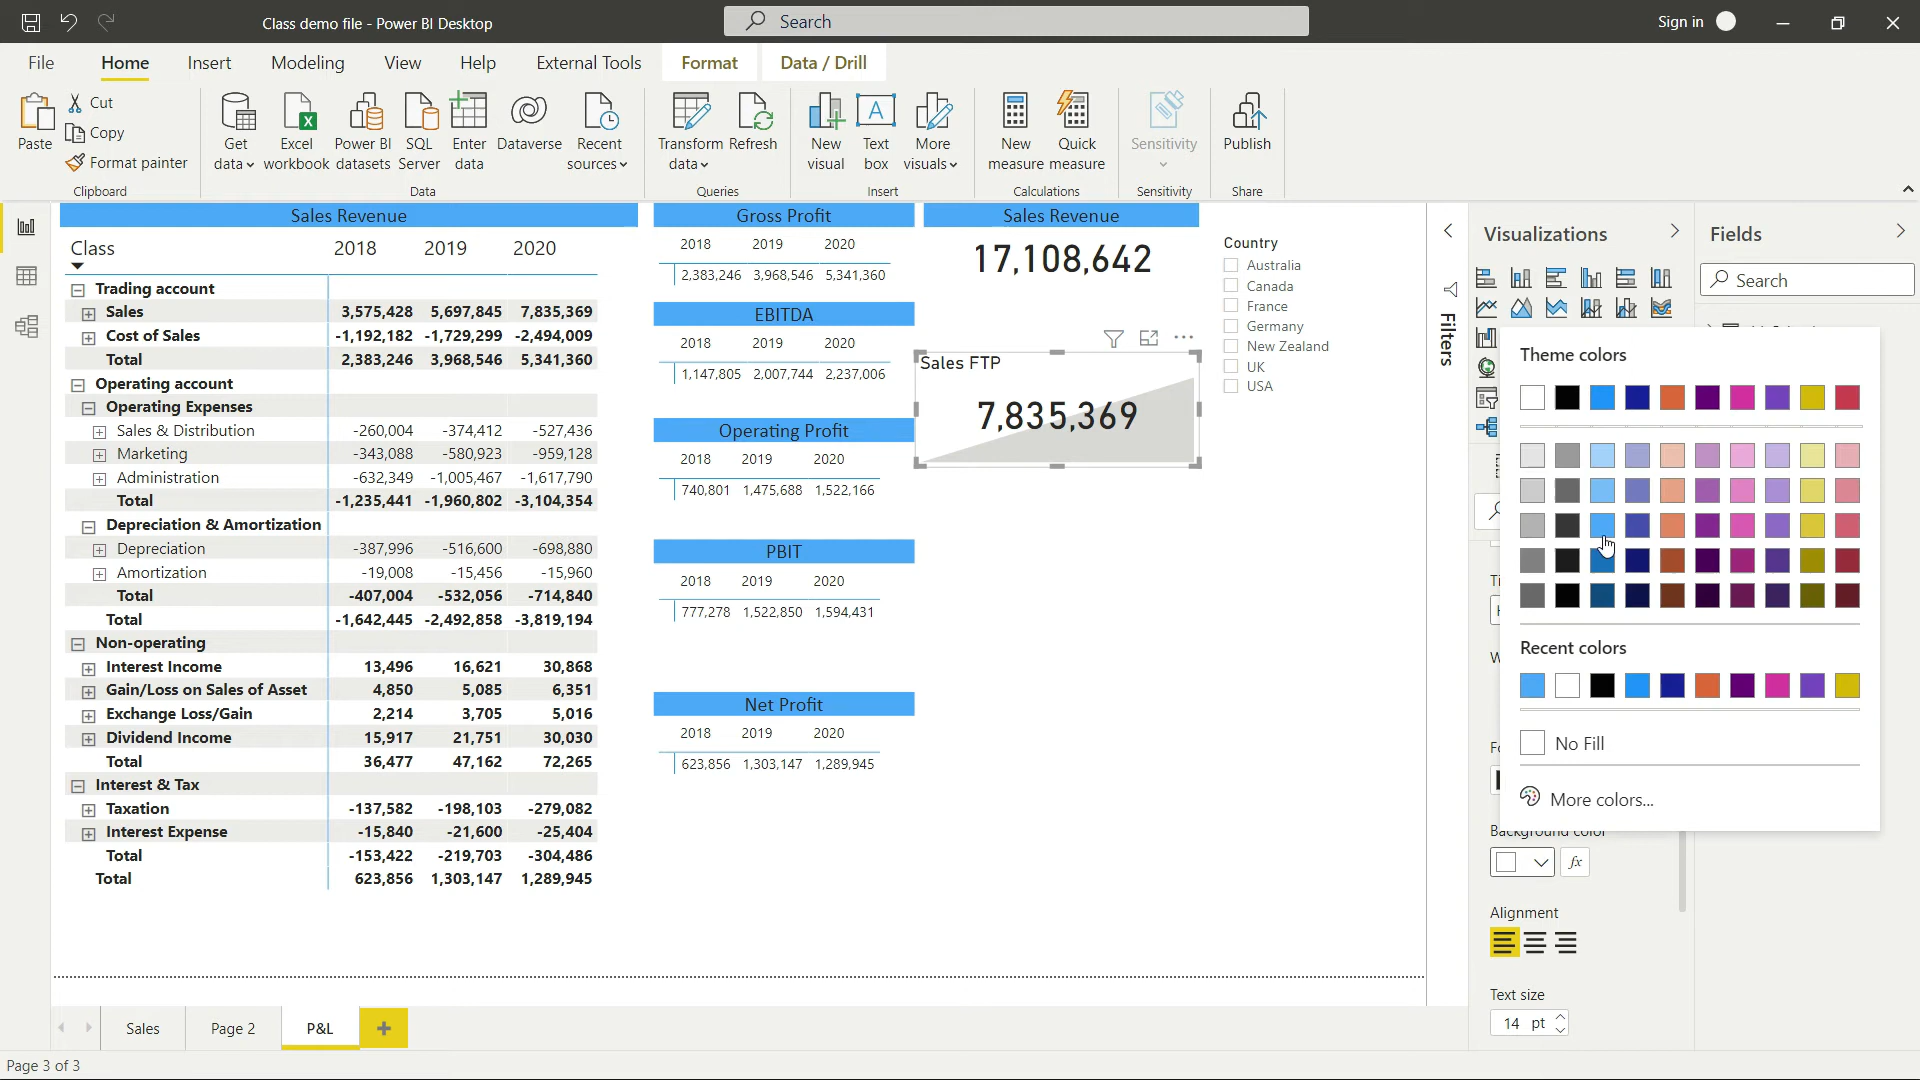 Class demo file - Power BI Desktop
Search
Sign in
File Home Insert Modeling View Help External Tools Format Data / Drill
Paste
Cut
Copy
Format painter
Clipboard
Get data
Excel workbook
Power BI datasets
SQL Server
Enter data
Dataverse
Recent sources
Data
Transform data
Refresh
Queries
New visual
Text box
More visuals
Insert
New measure
Quick measure
Calculations
Sensitivity
Sensitivity
Publish
Share
Sales Revenue
Class 2018 2019 2020
Trading account
Sales 3,575,428 5,697,845 7,835,369
Cost of Sales -1,192,182 -1,729,299 -2,494,009
Total 2,383,246 3,968,546 5,341,360
Operating account
Operating Expenses
Sales & Distribution -260,004 -374,412 -527,436
Marketing -343,088 -580,923 -959,128
Administration -632,349 -1,005,467 -1,617,790
Total -1,235,441 -1,960,802 -3,104,354
Depreciation & Amortization
Depreciation -387,996 -516,600 -698,880
Amortization -19,008 -15,456 -15,960
Total -407,004 -532,056 -714,840
Total -1,642,445 -2,492,858 -3,819,194
Non-operating
Interest Income 13,496 16,621 30,868
Gain/Loss on Sales of Asset 4,850 5,085 6,351
Exchange Loss/Gain 2,214 3,705 5,016
Dividend Income 15,917 21,751 30,030
Total 36,477 47,162 72,265
Interest & Tax
Taxation -137,582 -198,103 -279,082
Interest Expense -15,840 -21,600 -25,404
Total -153,422 -219,703 -304,486
Total 623,856 1,303,147 1,289,945
Gross Profit
2018 2019 2020
2,383,246 3,968,546 5,341,360
EBITDA
2018 2019 2020
1,147,805 2,007,744 2,237,006
Operating Profit
2018 2019 2020
740,801 1,475,688 1,522,166
PBIT
2018 2019 2020
777,278 1,522,850 1,594,431
Net Profit
2018 2019 2020
623,856 1,303,147 1,289,945
Sales Revenue
17,108,642
Sales FTP
7,835,369
Country
Australia
Canada
France
Germany
New Zealand
UK
USA
Filters
Visualizations
Fields
Search
Theme colors
Recent colors
No Fill
More colors...
Background color
fx
Alignment
Text size
14 pt
Sales Page 2 P&L
Page 3 of 3